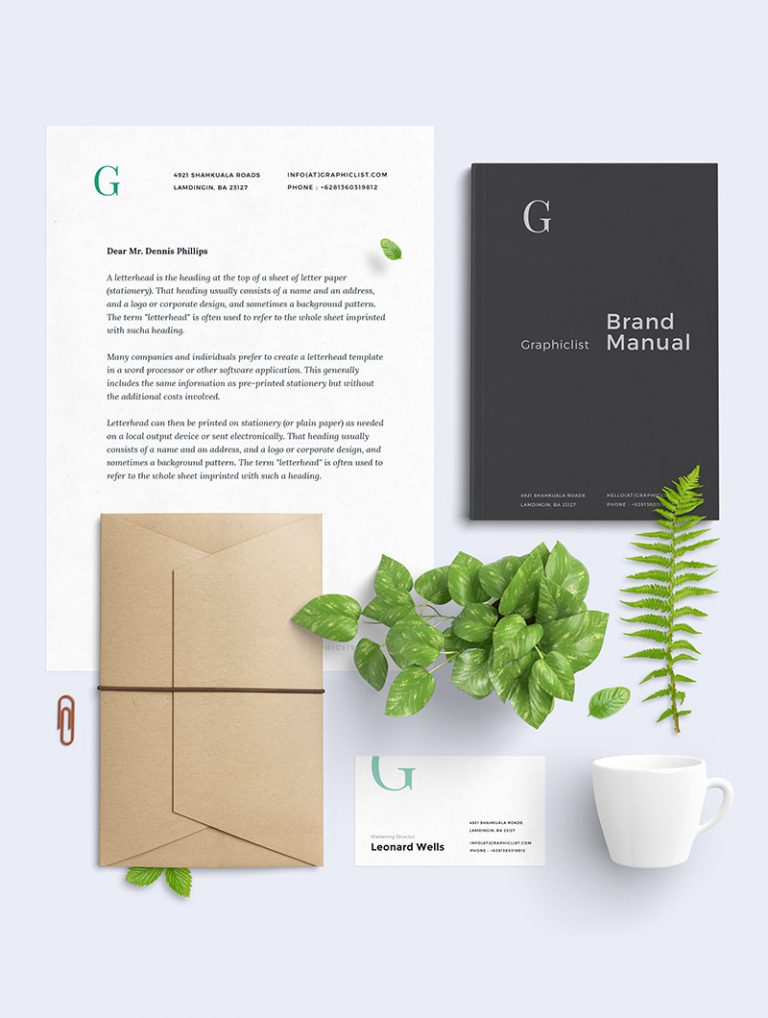 G
4921 SHAHKUALA ROADS
LAMDINGIN, BA 23127
INFO(AT)GRAPHICLIST.COM
PHONE : +6281360319812
Dear Mr. Dennis Phillips
A letterhead is the heading at the top of a sheet of letter paper
(stationery). That heading usually consists of a name and an address,
and a logo or corporate design, and sometimes a background pattern.
The term "letterhead" is often used to refer to the whole sheet imprinted
with sucha heading.
Many companies and individuals prefer to create a letterhead template
in a word processor or other software application. This generally
includes the same information as pre-printed stationery but without
the additional costs involved.
Letterhead can then be printed on stationery (or plain paper) as needed
on a local output device or sent electronically. That heading usually
consists of a name and an address, and a logo or corporate design, and
sometimes a background pattern. The term "letterhead" is often used to
refer to the whole sheet imprinted with such a heading.
G
Graphiclist
Brand
Manual
4921 SHAHKUALA ROADS
LAMDINGIN, BA 23127
PHONE :
G
Marketing Director
Leonard Wells
4921 SHAHKUALA ROADS
LAMDINGIN, BA 23127
INFO(AT)GRAPHICLIST.COM
PHONE : +6281360319812